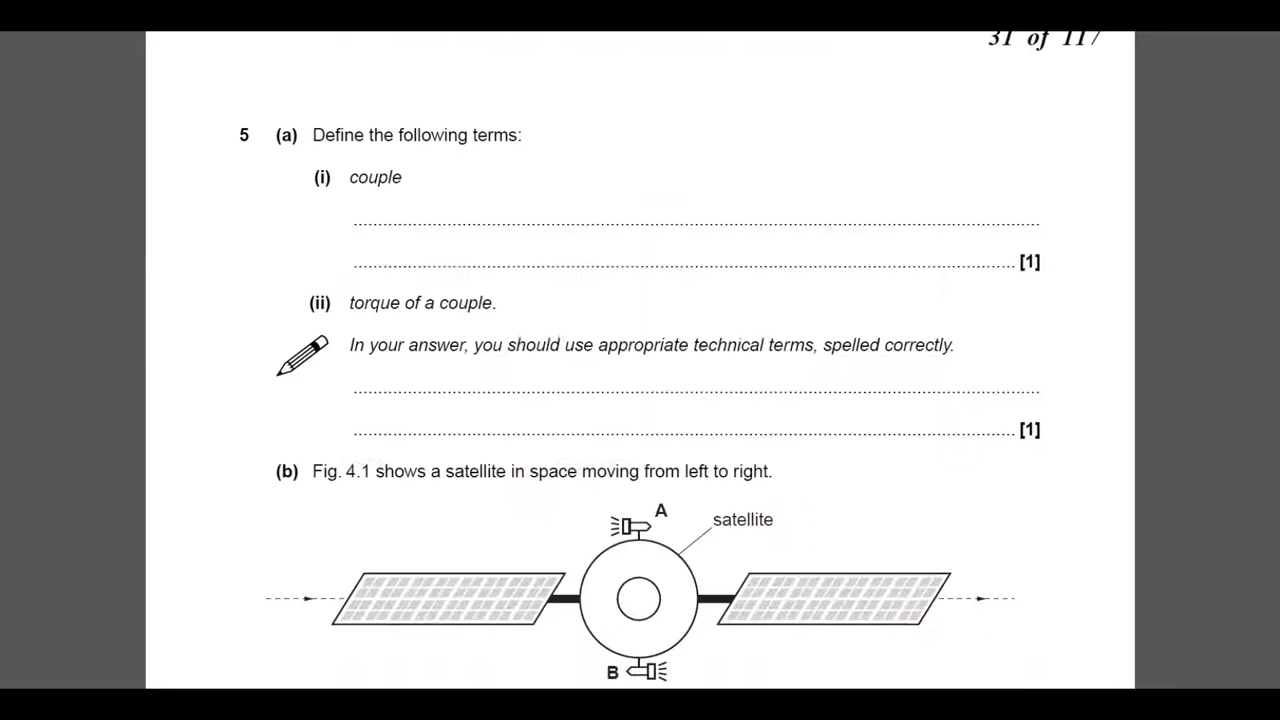 31 of 117
5 (a) Define the following terms:
(i) couple
[1]
(ii) torque of a couple.
In your answer, you should use appropriate technical terms, spelled correctly.
[1]
(b) Fig. 4.1 shows a satellite in space moving from left to right.
A
satellite
B